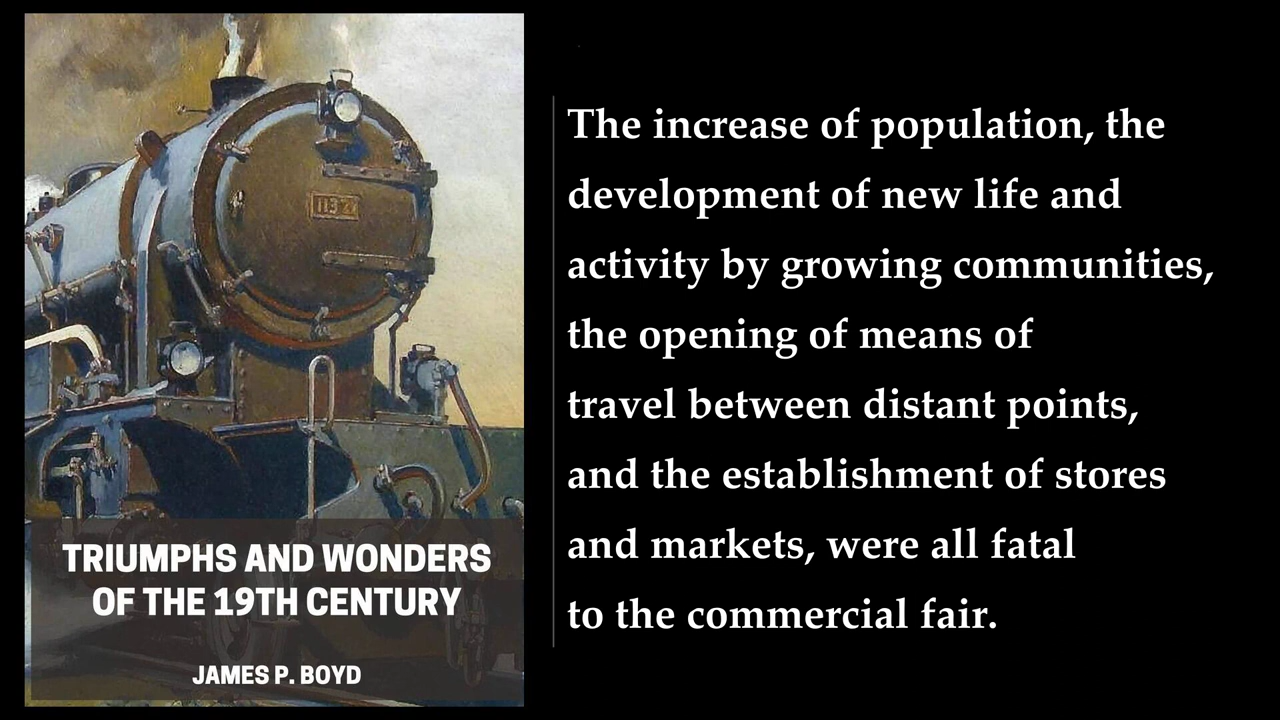 TRIUMPHS AND WONDERS
OF THE 19TH CENTURY
JAMES P. BOYD
The increase of population, the
development of new life and
activity by growing communities,
the opening of means of
travel between distant points,
and the establishment of stores
and markets, were all fatal
to the commercial fair.